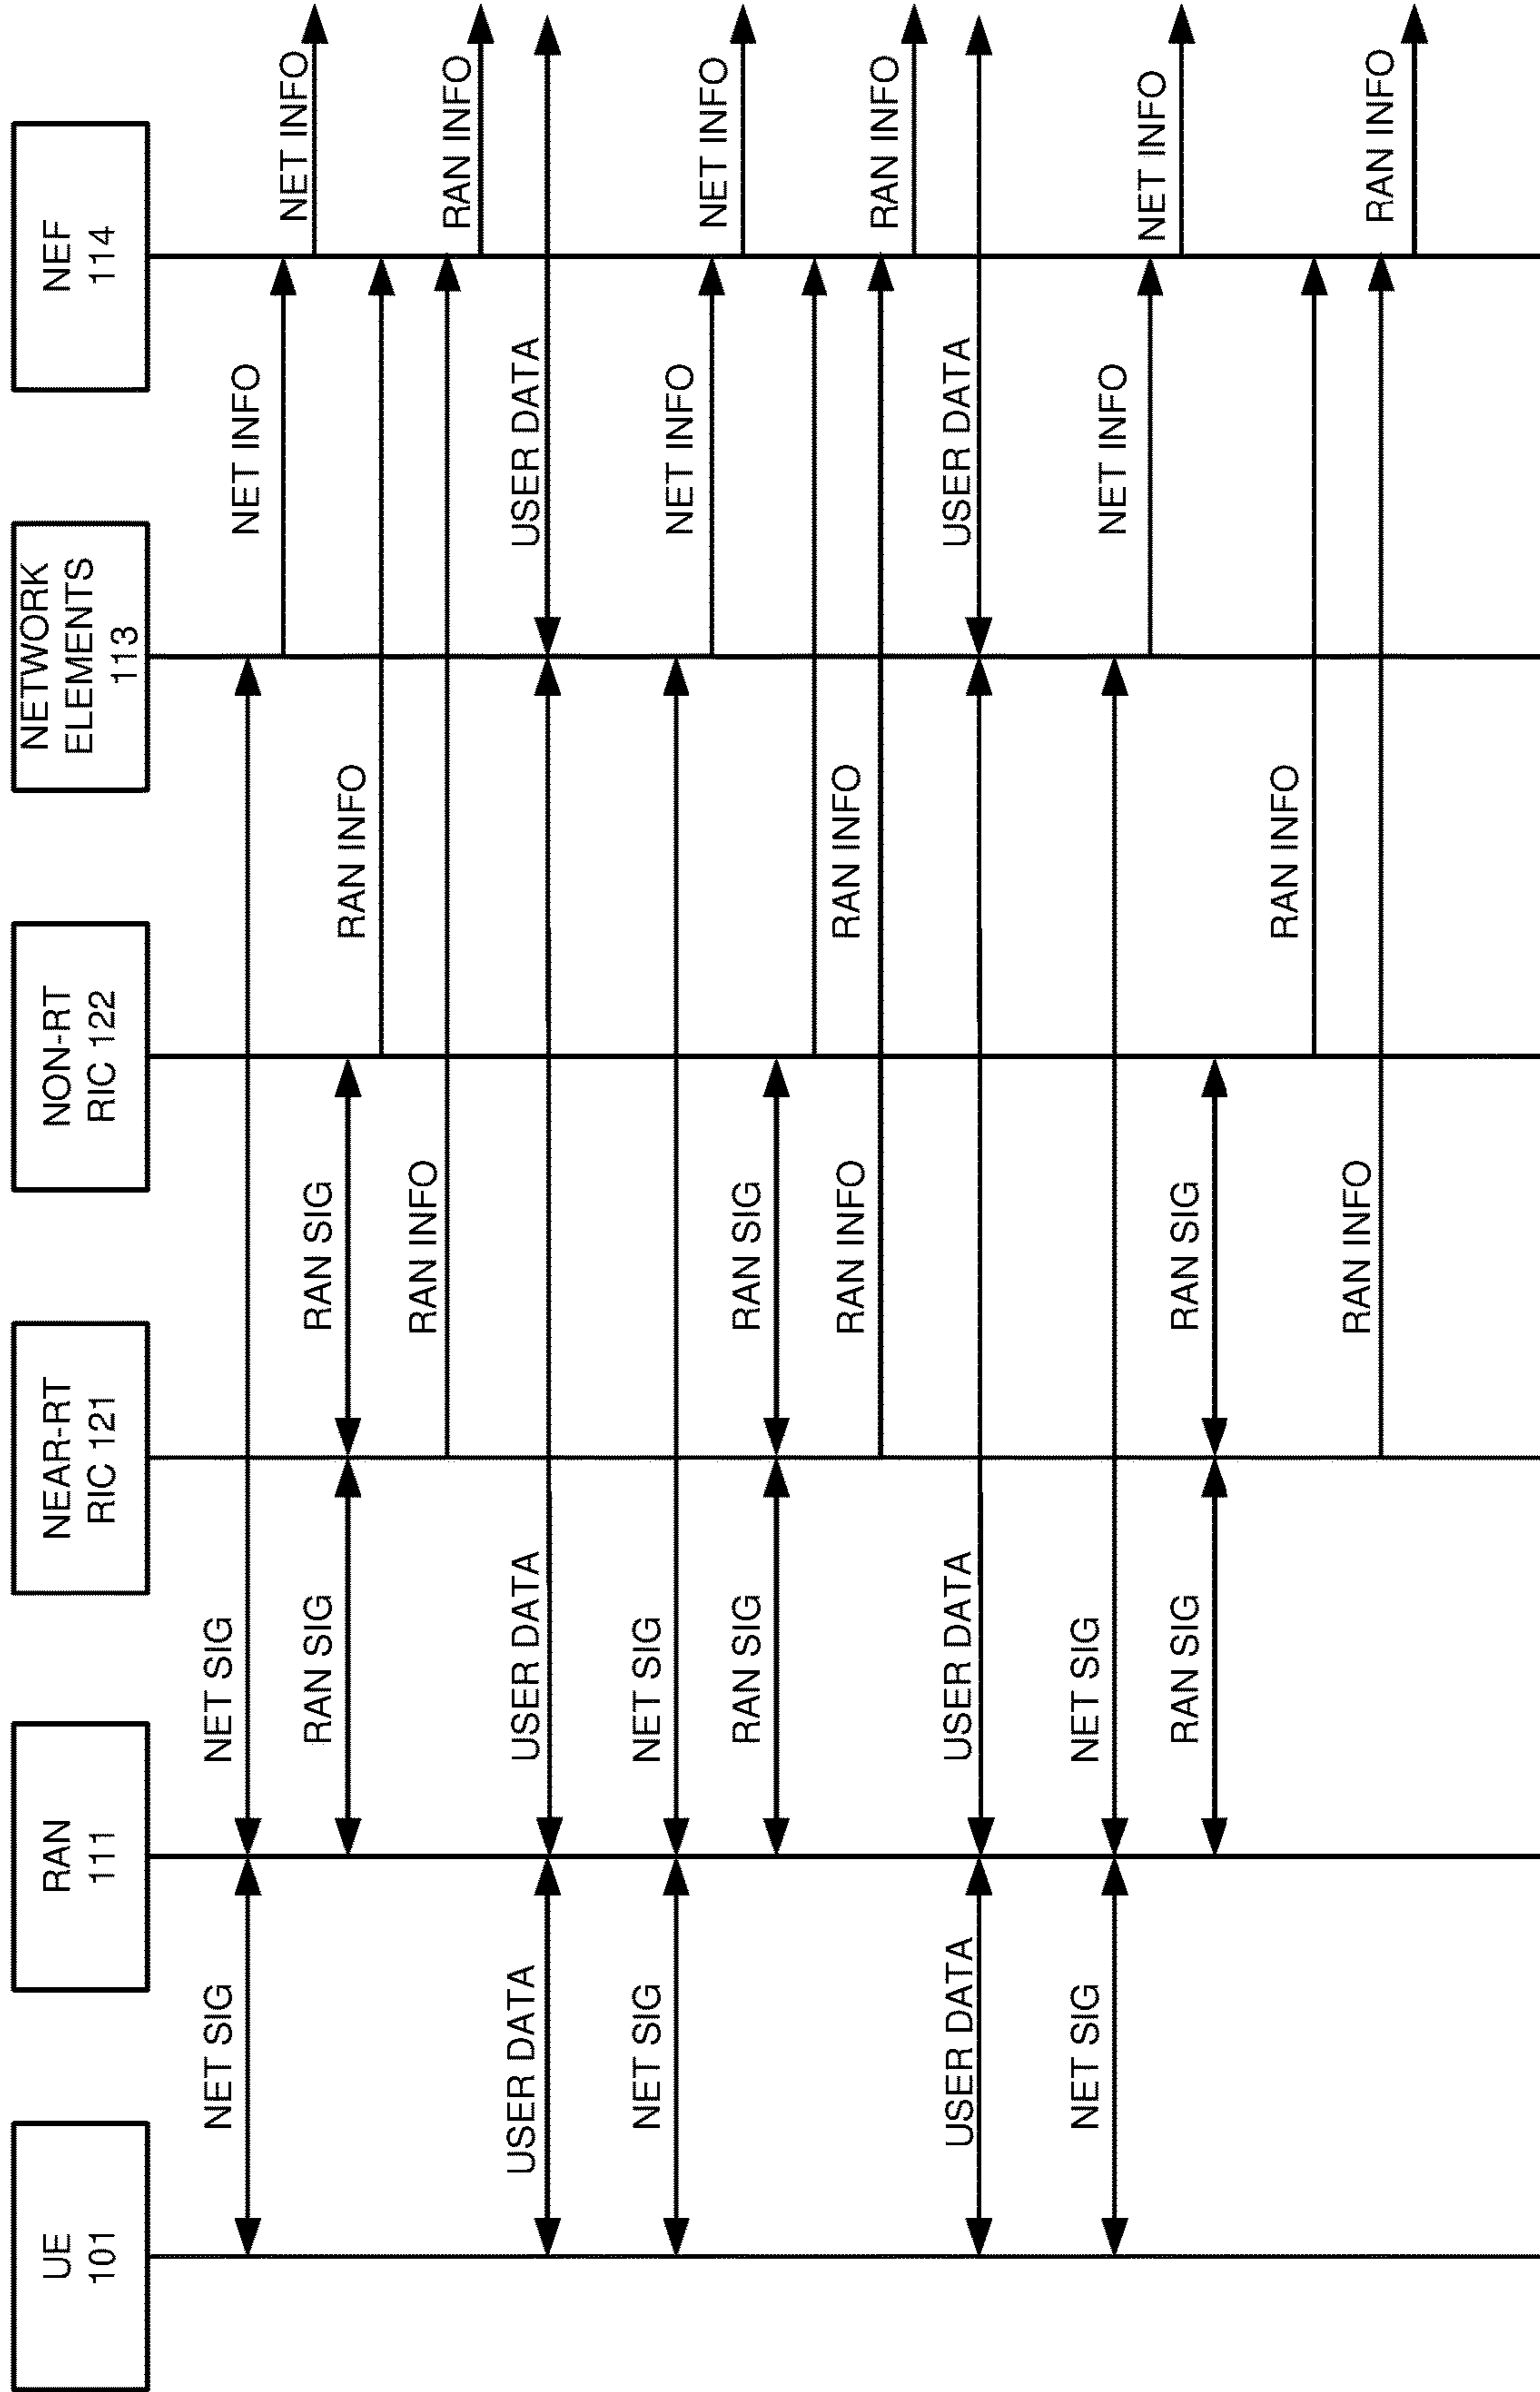 UE
101
RAN
111
NEAR-RT
RIC 121
NON-RT
RIC 122
NETWORK
ELEMENTS
113
NEF
114
NET SIG
NET SIG
NET INFO
NET INFO
RAN SIG
RAN SIG
RAN INFO
RAN INFO
RAN INFO
USER DATA
USER DATA
USER DATA
NET SIG
NET SIG
NET INFO
NET INFO
RAN SIG
RAN SIG
RAN INFO
RAN INFO
RAN INFO
USER DATA
USER DATA
USER DATA
NET SIG
NET SIG
NET INFO
NET INFO
RAN SIG
RAN SIG
RAN INFO
RAN INFO
RAN INFO